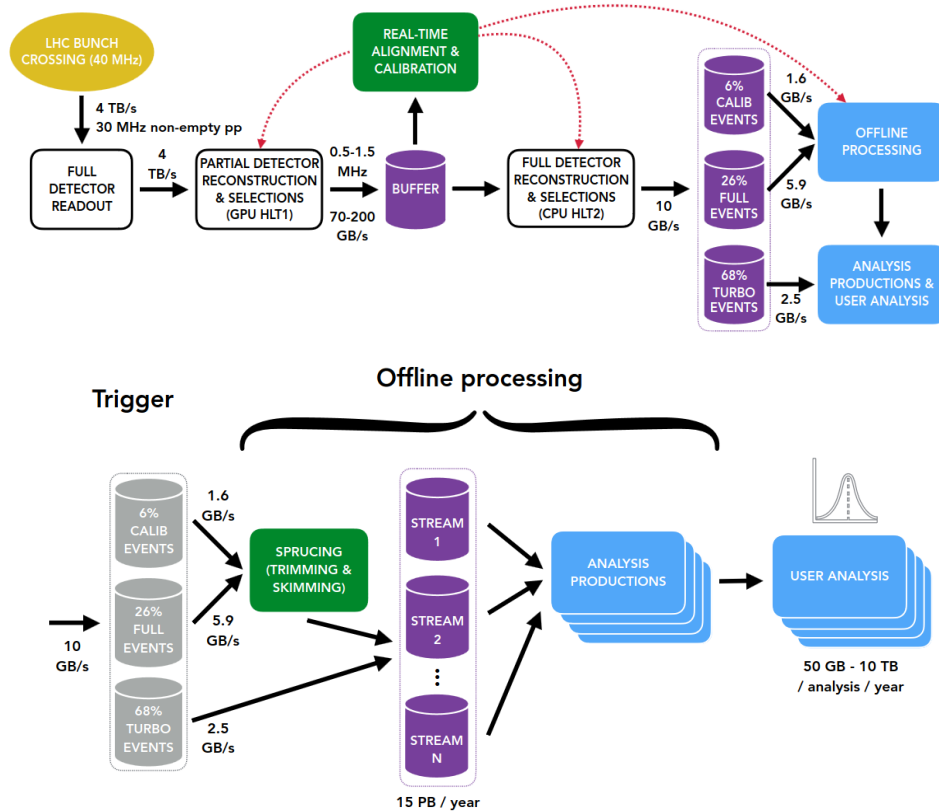 LHC BUNCH
CROSSING (40 MHz)
4 TB/s
30 MHz non-empty pp
FULL
DETECTOR
READOUT
4
TB/s
PARTIAL DETECTOR
RECONSTRUCTION
& SELECTIONS
(GPU HLT1)
0.5-1.5
MHz
70-200
GB/s
REAL-TIME
ALIGNMENT &
CALIBRATION
BUFFER
FULL DETECTOR
RECONSTRUCTION
& SELECTIONS
(CPU HLT2)
10
GB/s
6%
CALIB
EVENTS
26%
FULL
EVENTS
68%
TURBO
EVENTS
1.6
GB/s
5.9
GB/s
2.5
GB/s
OFFLINE
PROCESSING
ANALYSIS
PRODUCTIONS &
USER ANALYSIS
Trigger
Offline processing
10
GB/s
6%
CALIB
EVENTS
26%
FULL
EVENTS
68%
TURBO
EVENTS
1.6
GB/s
5.9
GB/s
2.5
GB/s
SPRUCING
(TRIMMING &
SKIMMING)
STREAM
1
STREAM
2
STREAM
N
15 PB / year
ANALYSIS
PRODUCTIONS
USER ANALYSIS
50 GB - 10 TB
/ analysis / year